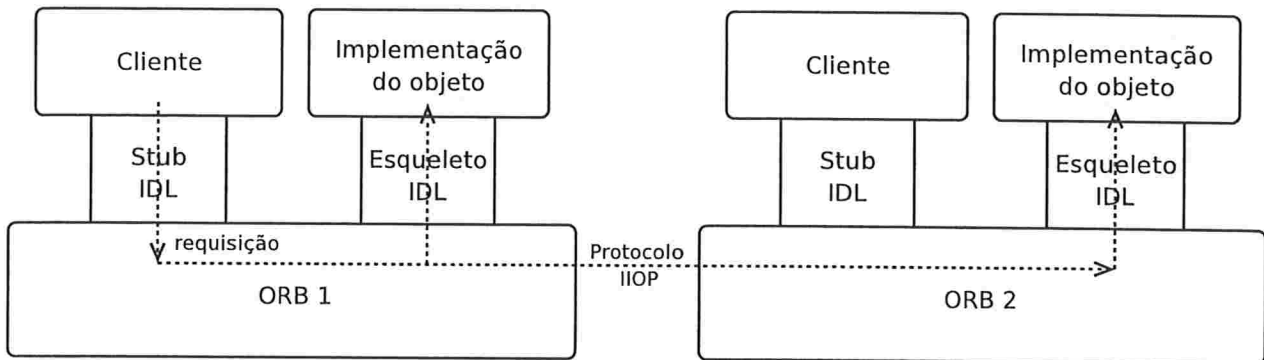 Cliente
Implementação
do objeto
Stub
IDL
Esqueleto
IDL
requisição
ORB 1
Protocolo
IIOP
Cliente
Implementação
do objeto
Stub
IDL
Esqueleto
IDL
ORB 2